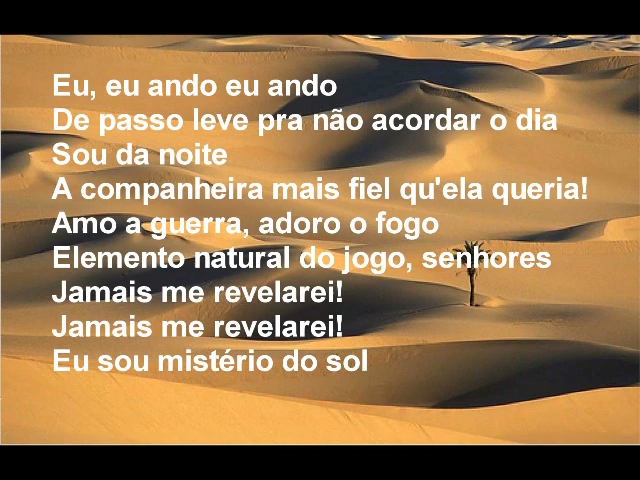 Eu, eu ando eu ando
De passo leve pra não acordar o dia
Sou da noite
A companheira mais fiel qu'ela queria!
Amo a guerra, adoro o fogo
Elemento natural do jogo, senhores
Jamais me revelarei!
Jamais me revelarei!
Eu sou mistério do sol